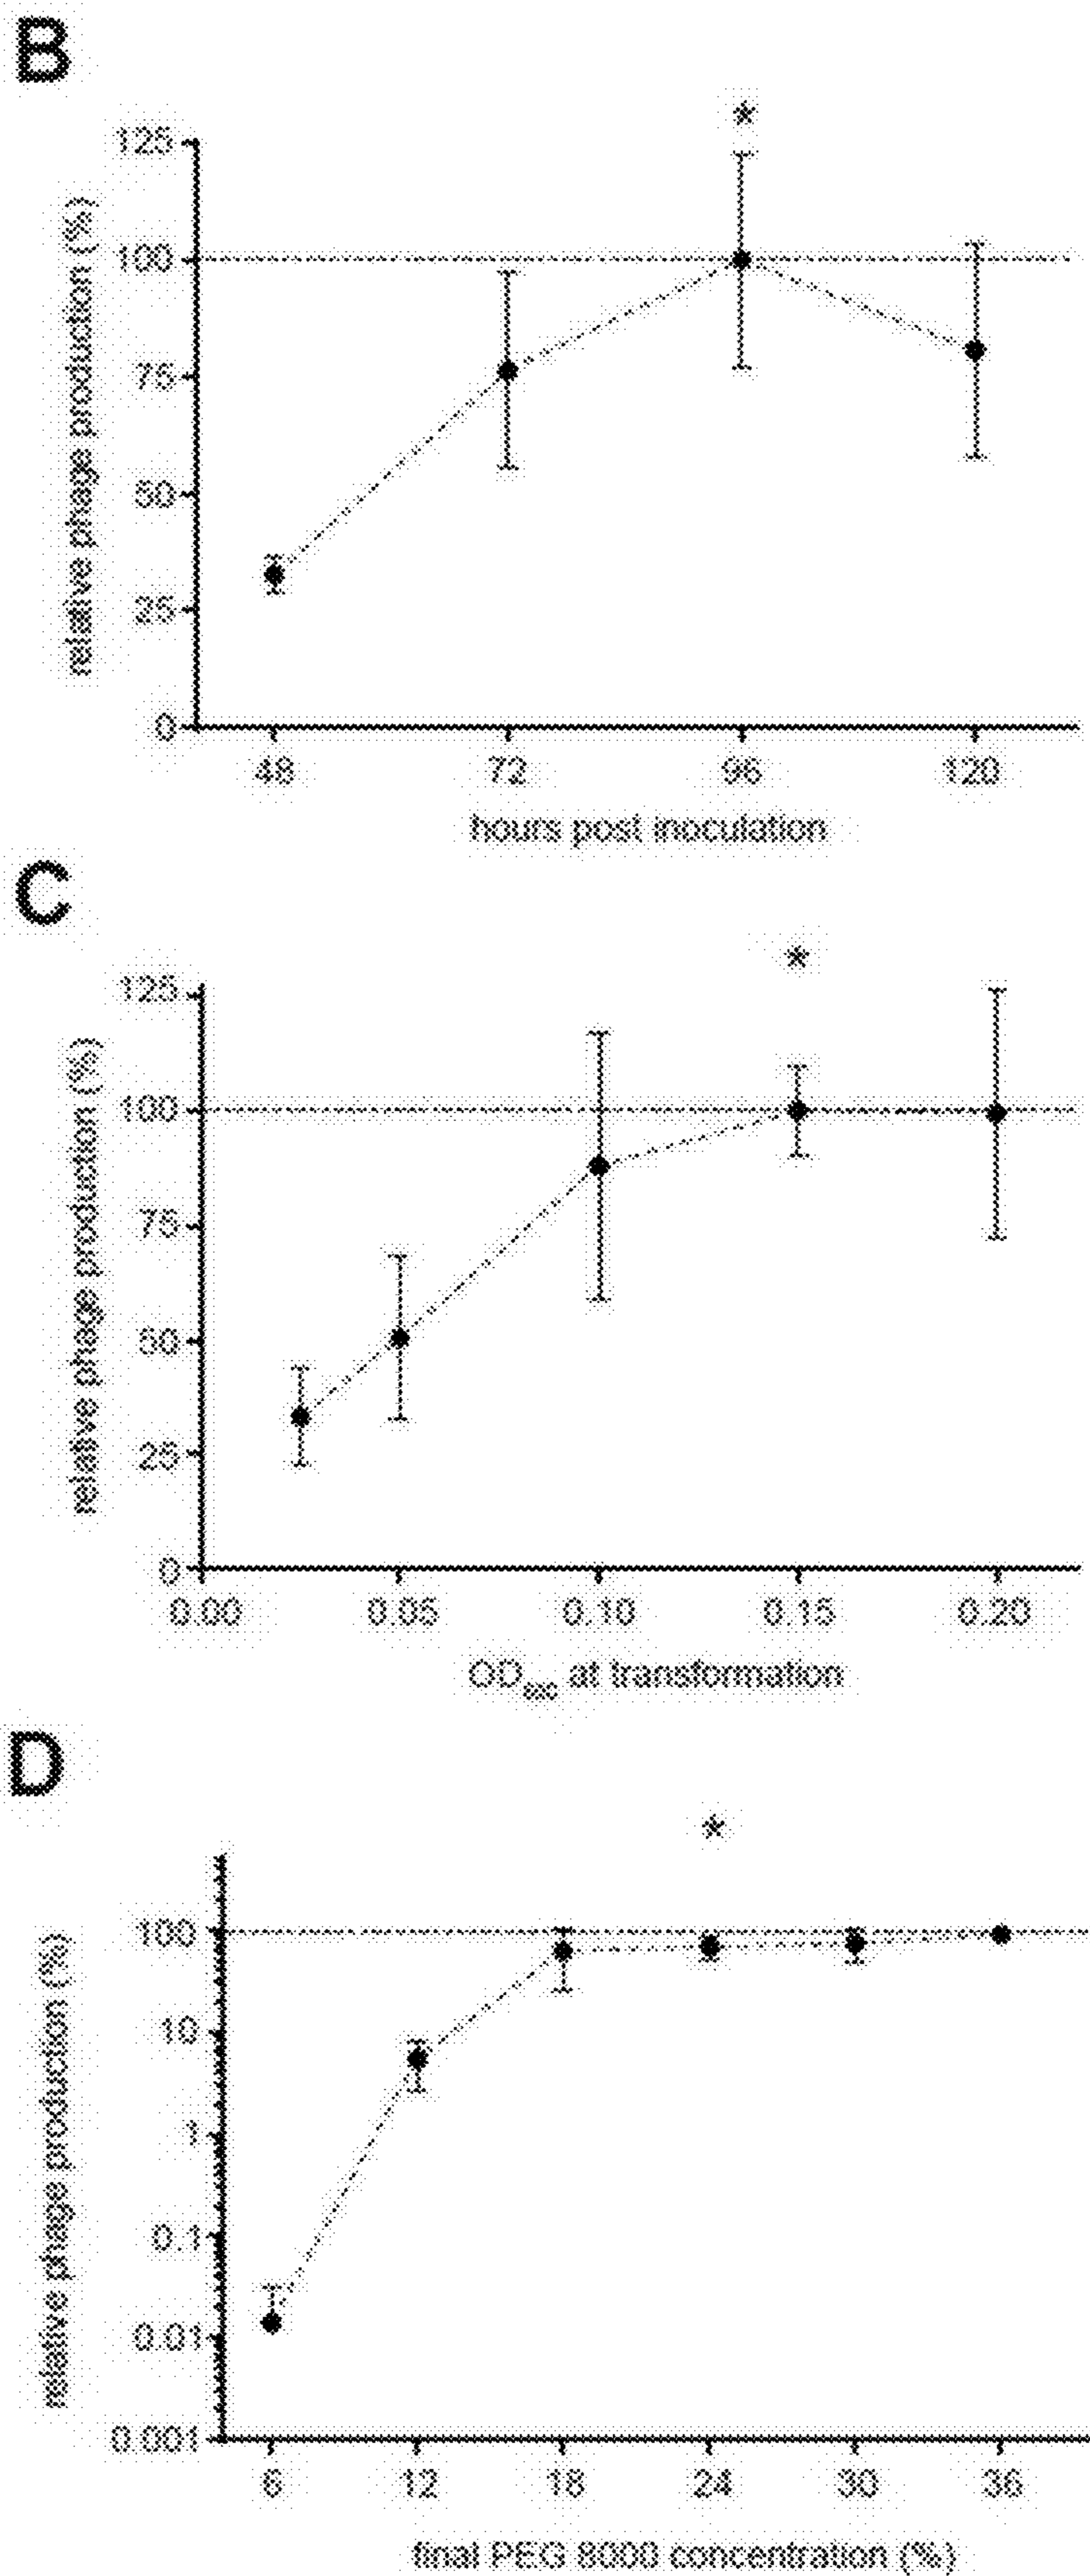 B
*
125
100
75
50
25
0
relative phage production (%)
48 72 96 120
hours post inoculation
C
*
125
100
75
50
25
0
relative phage production (%)
0.00 0.05 0.10 0.15 0.20
OD600 at transformation
D
*
100
10
1
0.1
0.01
0.001
relative phage production (%)
6 12 18 24 30 36
final PEG 8000 concentration (%)